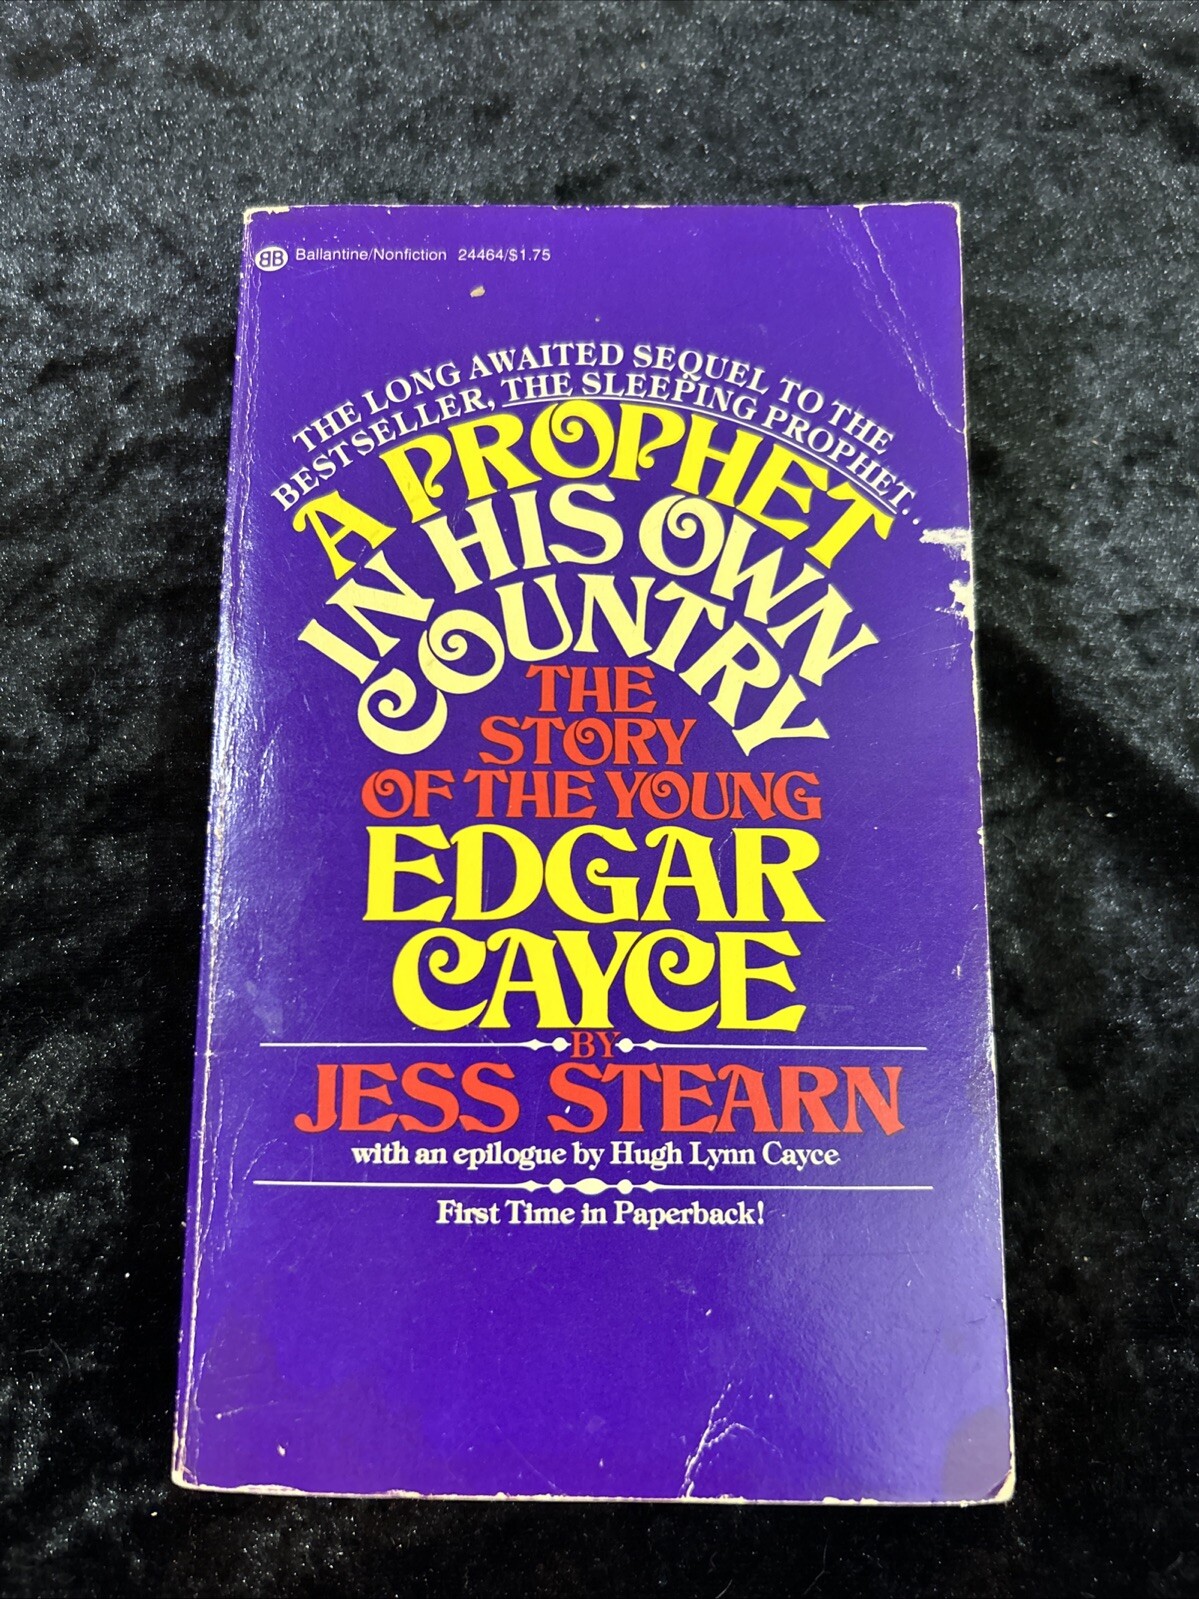 BB Ballantine/Nonfiction 24464/$1.75
THE LONG AWAITED SEQUEL TO THE
BESTSELLER, THE SLEEPING PROPHET...
A PROPHET
IN HIS OWN
COUNTRY
THE
STORY
OF THE YOUNG
EDGAR
CAYCE
BY
JESS STEARN
with an epilogue by Hugh Lynn Cayce
First Time in Paperback!